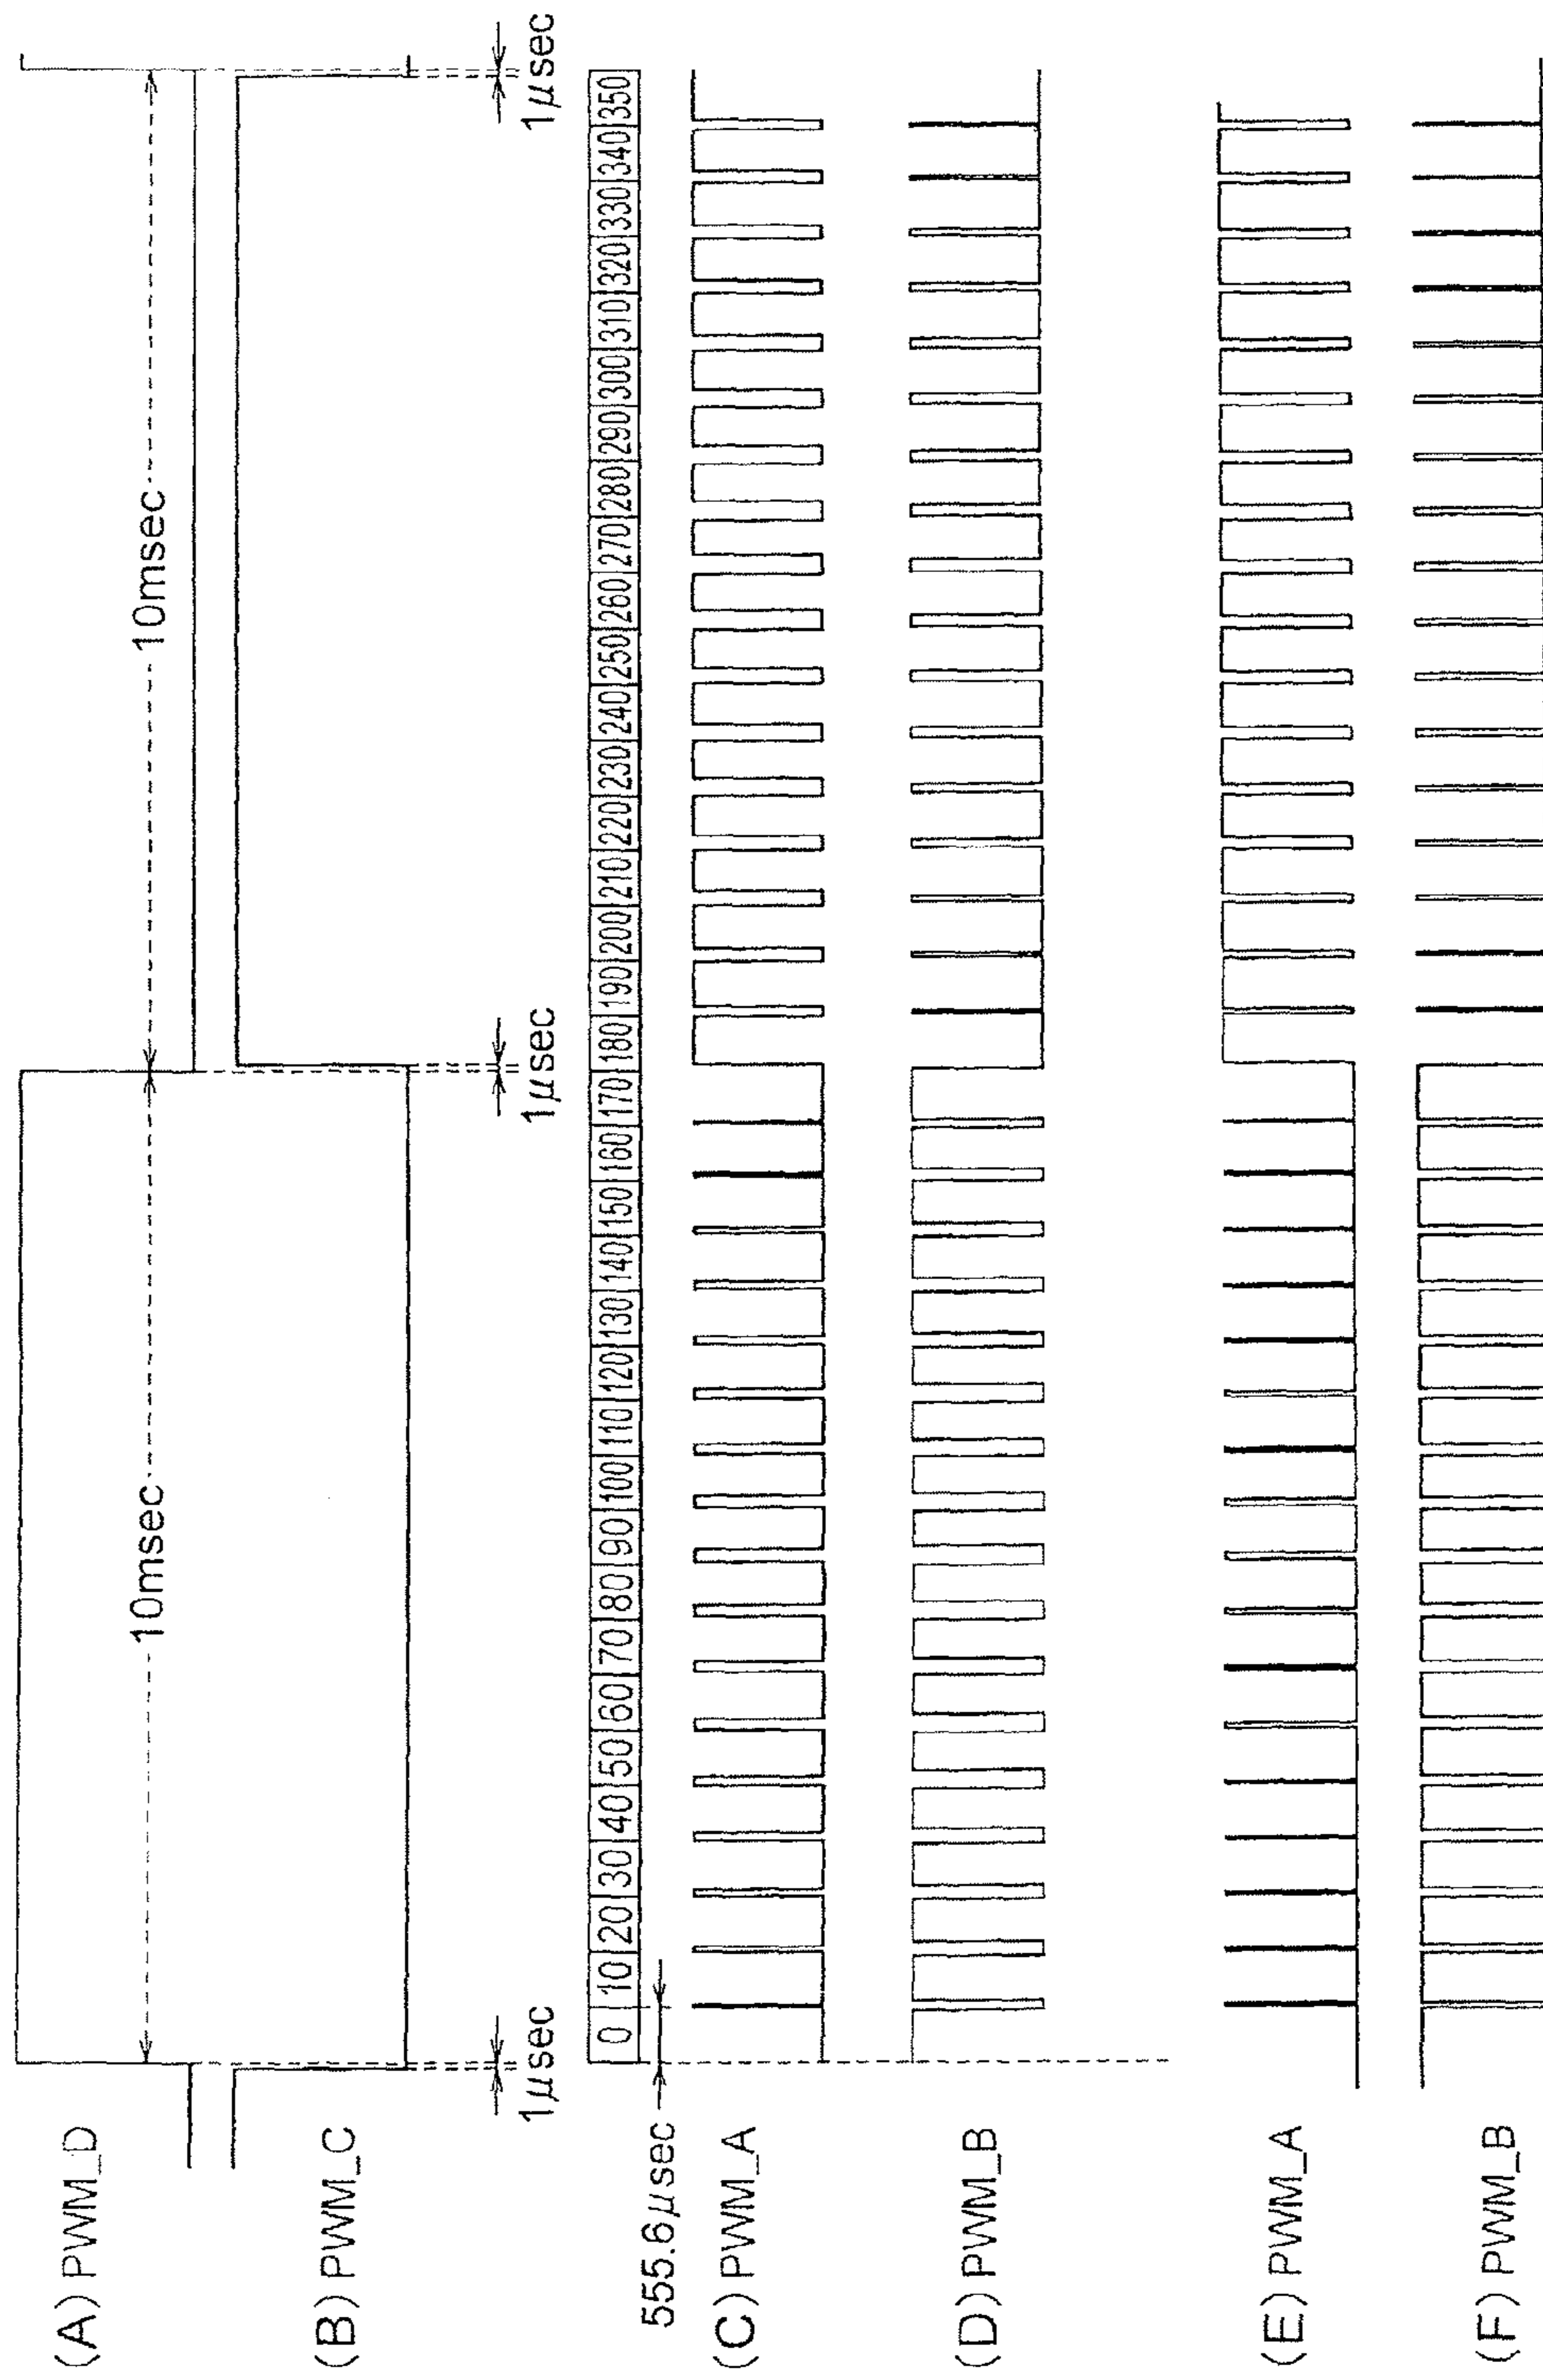 (A) PWM_D
10msec
10msec
(B) PWM_C
1μsec
1μsec
1μsec
0 10 20 30 40 50 60 70 80 90 100 110 120 130 140 150 160 170 180 190 200 210 220 230 240 250 260 270 280 290 300 310 320 330 340 350
555.6μsec
(C) PWM_A
(D) PWM_B
(E) PWM_A
(F) PWM_B